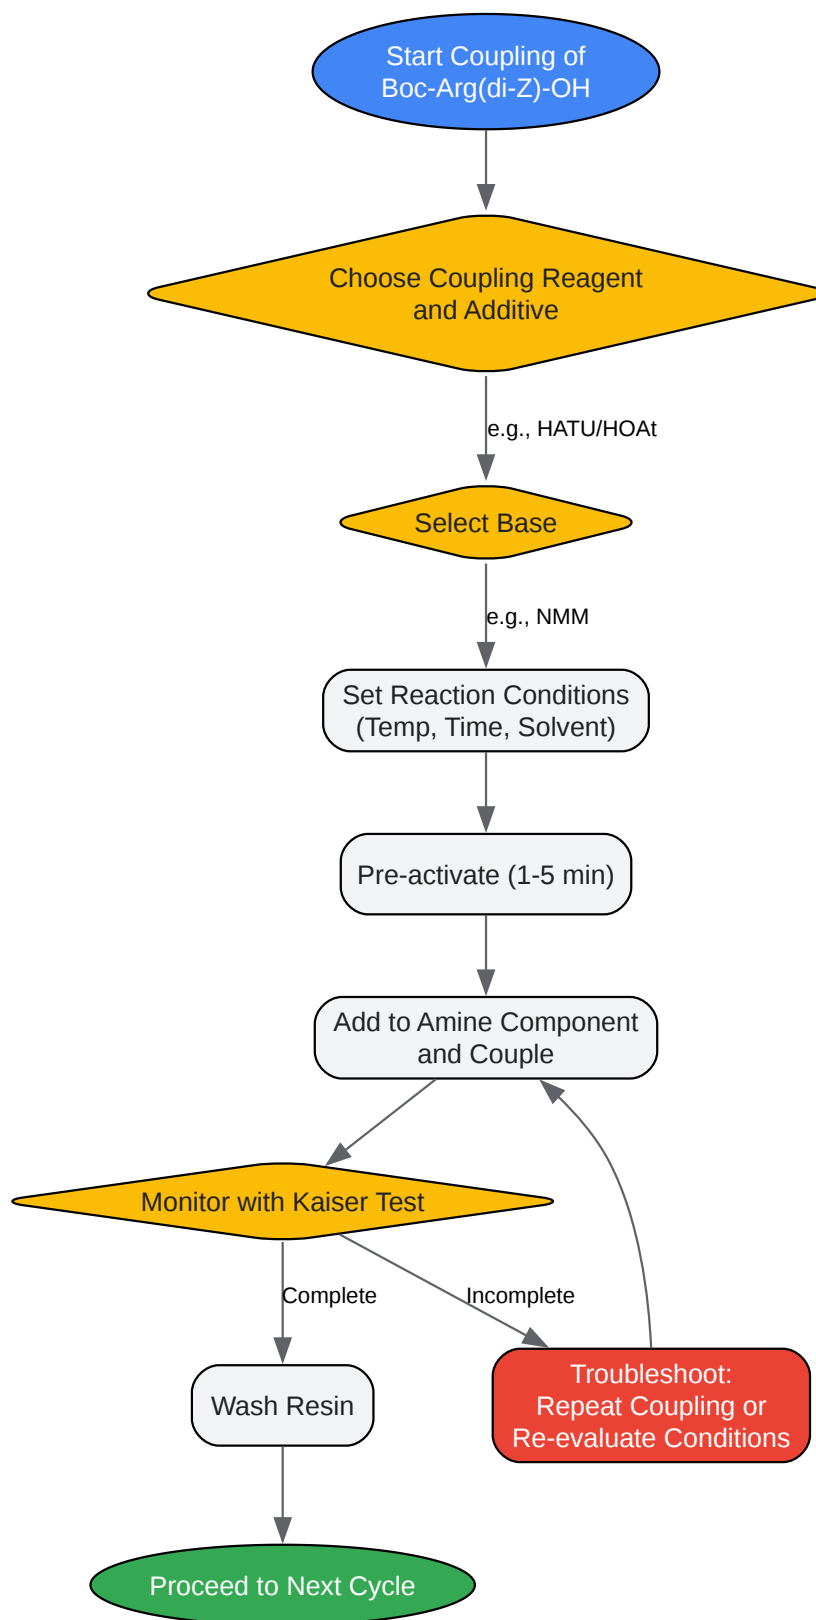 Start Coupling of
Boc-Arg(di-Z)-OH
Choose Coupling Reagent
and Additive
e.g., HATU/HOAt
Select Base
e.g., NMM
Set Reaction Conditions
(Temp, Time, Solvent)
Pre-activate (1-5 min)
Add to Amine Component
and Couple
Monitor with Kaiser Test
Complete
Incomplete
Wash Resin
Troubleshoot:
Repeat Coupling or
Re-evaluate Conditions
Proceed to Next Cycle